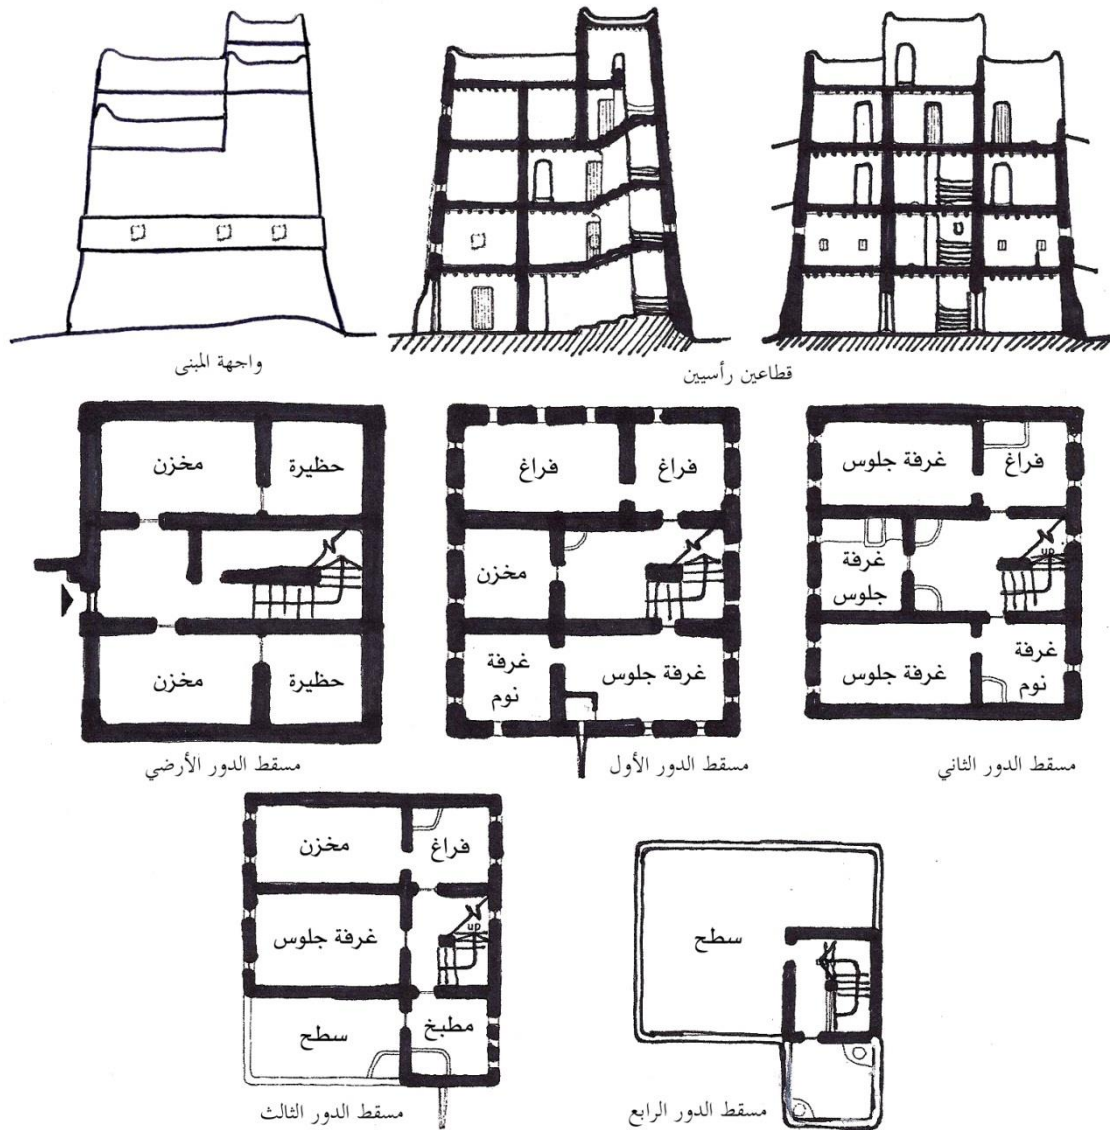 واجهة المبنى
قطاعين رأسيين
حظيرة
مخزن
حظيرة
مخزن
مسقط الدور الأرضي
فراغ
فراغ
مخزن
غرفة جلوس
غرفة
نوم
مسقط الدور الأول
فراغ
غرفة جلوس
UP
غرفة
جلوس
غرفة
نوم
غرفة جلوس
مسقط الدور الثاني
فراغ
مخزن
UP
غرفة جلوس
مطبخ
سطح
مسقط الدور الثالث
سطح
مسقط الدور الرابع